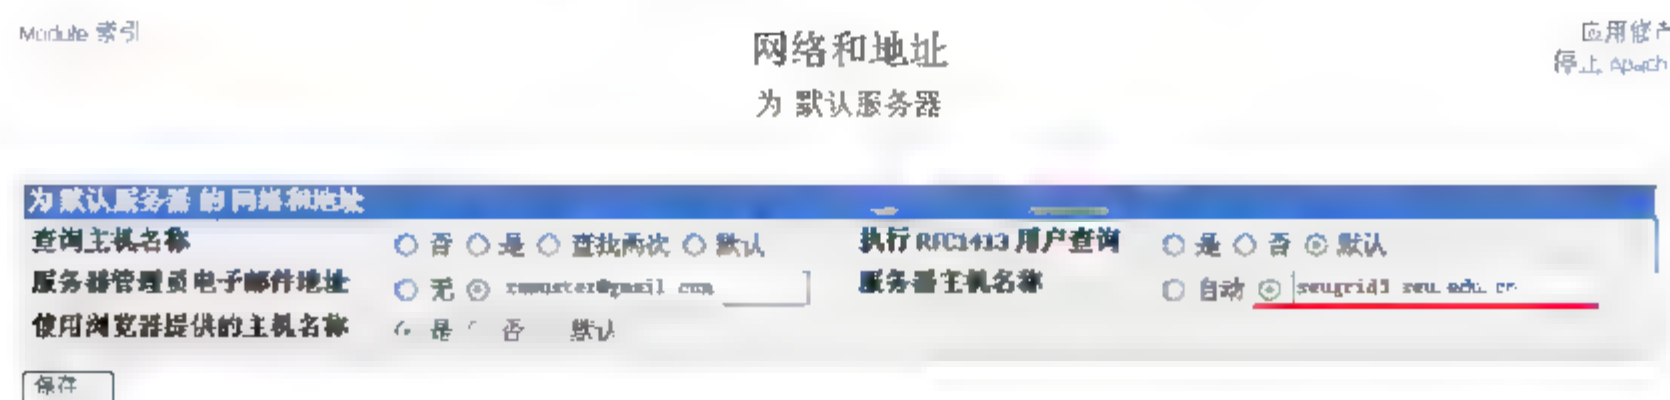 Module 索引
网络和地址
为 默认服务器
应用
停止 Apach
为 默认服务器 的 网络和地址
查询主机名称 否 是 查找两次 默认 执行 RFC1413 用户查询 是 否 默认
服务器管理员电子邮件地址 无 服务器主机名称 自动
使用浏览器提供的主机名称 是 否 默认
保存